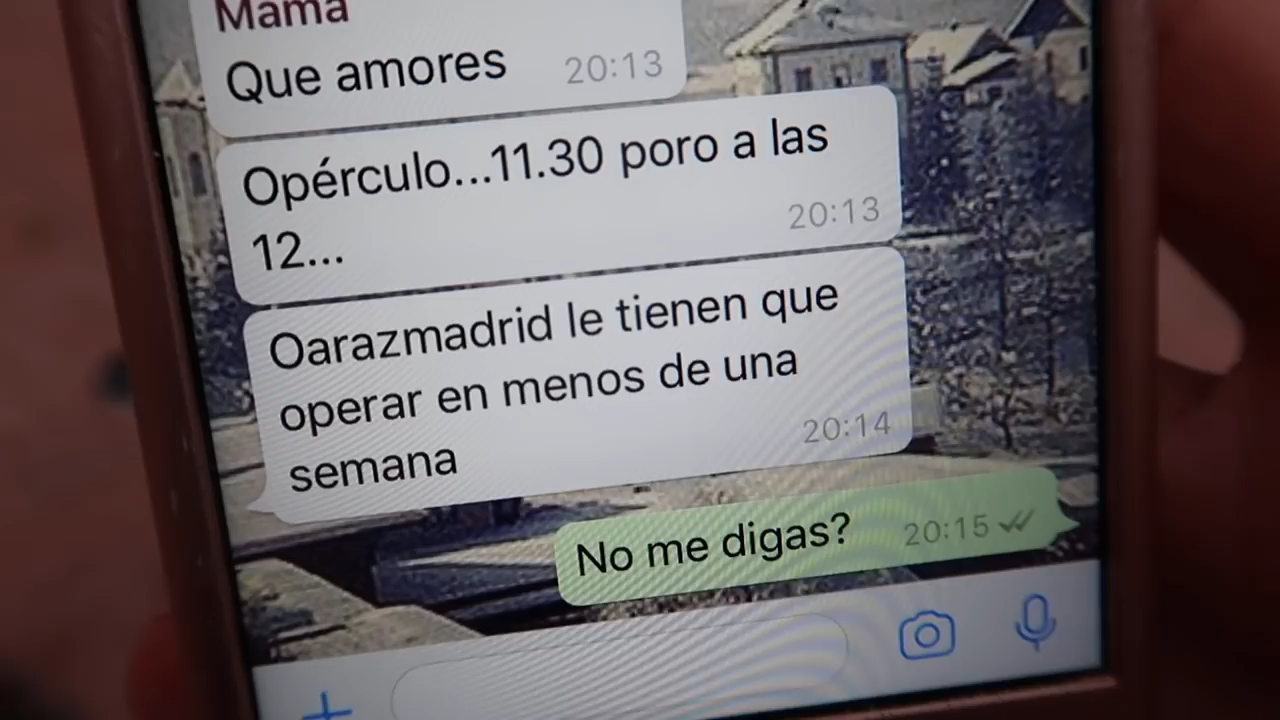 Mama
Que amores 20:13
Opérculo...11.30 poro a las
12... 20:13
Oarazmadrid le tienen que
operar en menos de una
semana 20:14
No me digas? 20:15